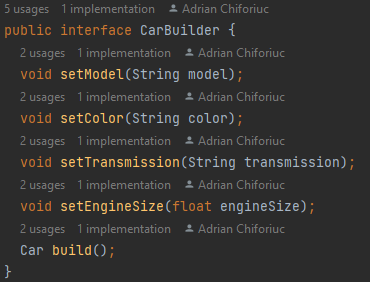 5 usages 1 implementation Adrian Chiforiuc
public interface CarBuilder {
2 usages 1 implementation Adrian Chiforiuc
void setModel(String model);
2 usages 1 implementation Adrian Chiforiuc
void setColor(String color);
2 usages 1 implementation Adrian Chiforiuc
void setTransmission(String transmission);
2 usages 1 implementation Adrian Chiforiuc
void setEngineSize(float engineSize);
2 usages 1 implementation Adrian Chiforiuc
Car build();
}